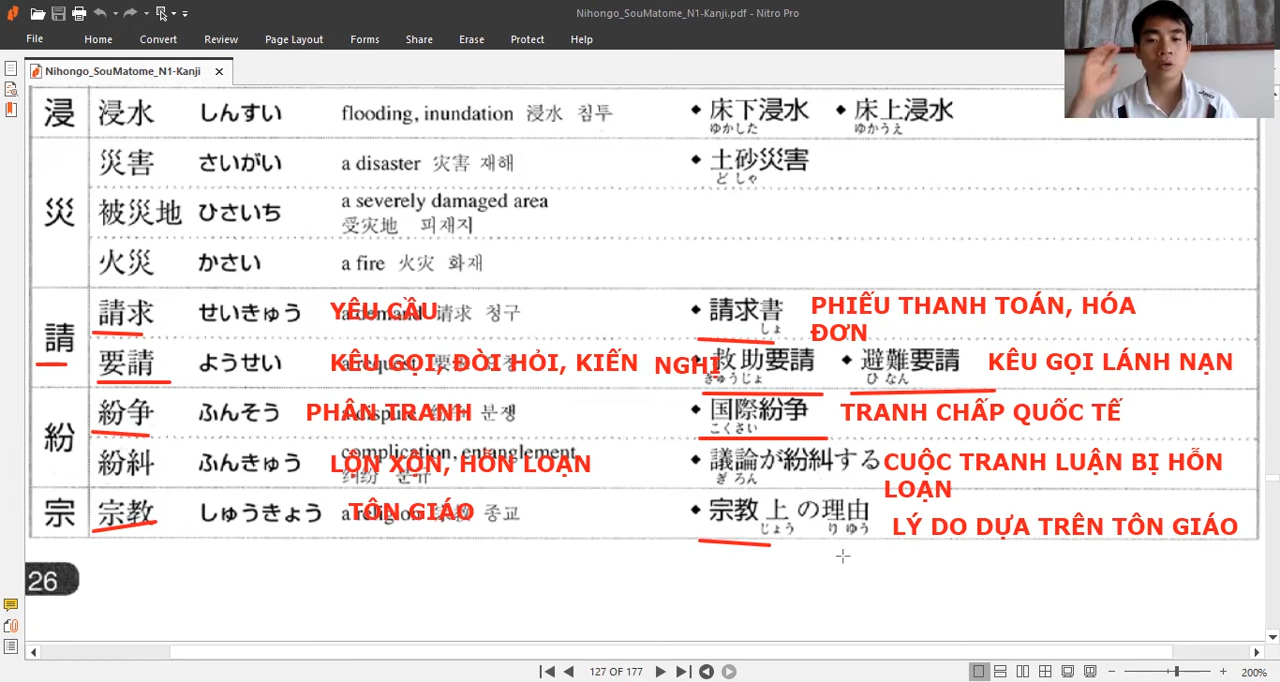 Nihongo_SouMatome_N1-Kanji.pdf - Nitro Pro
File Home Convert Review Page Layout Forms Share Erase Protect Help
Nihongo_SouMatome_N1-Kanji
浸 浸水 しんすい flooding, inundation 浸水 침투 ◆ 床下浸水 ◆ 床上浸水
ゆかした ゆかうえ
災 災害 さいがい a disaster 灾害 재해 ◆ 土砂災害
ど しゃ
被災地 ひさいち a severely damaged area
受灾地 피재지
火災 かさい a fire 火灾 화재
請 請求 せいきゅう YÊU CẦU 请求 청구 ◆ 請求書 PHIẾU THANH TOÁN, HÓA
しょ ĐƠN
要請 ようせい KÊU GỌI, ĐÒI HỎI, KIẾN NGHỊ ◆ 救助要請 ◆ 避難要請 KÊU GỌI LÁNH NẠN
きゅうじょ ひ なん
紛 紛争 ふんそう PHÂN TRANH 분쟁 ◆ 国際紛争 TRANH CHẤP QUỐC TẾ
こくさい
紛糾 ふんきゅう complication, entanglement LỘN XỘN, HỖN LOẠN ◆ 議論が紛糾する CUỘC TRANH LUẬN BỊ HỖN
ぎ ろん LOẠN
宗 宗教 しゅうきょう a religion TÔN GIÁO 종교 ◆ 宗教上の理由 LÝ DO DỰA TRÊN TÔN GIÁO
じょう り ゆう
26
127 OF 177
200%